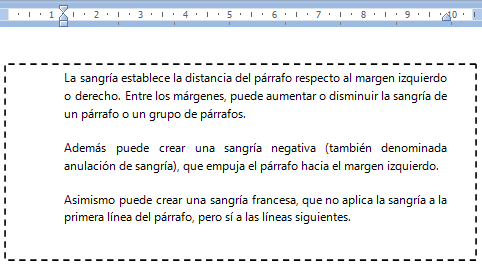 1 2 3 4 5 6 7 8 9 10
La sangría establece la distancia del párrafo respecto al margen izquierdo
o derecho. Entre los márgenes, puede aumentar o disminuir la sangría de
un párrafo o un grupo de párrafos.
Además puede crear una sangría negativa (también denominada
anulación de sangría), que empuja el párrafo hacia el margen izquierdo.
Asimismo puede crear una sangría francesa, que no aplica la sangría a la
primera línea del párrafo, pero sí a las líneas siguientes.